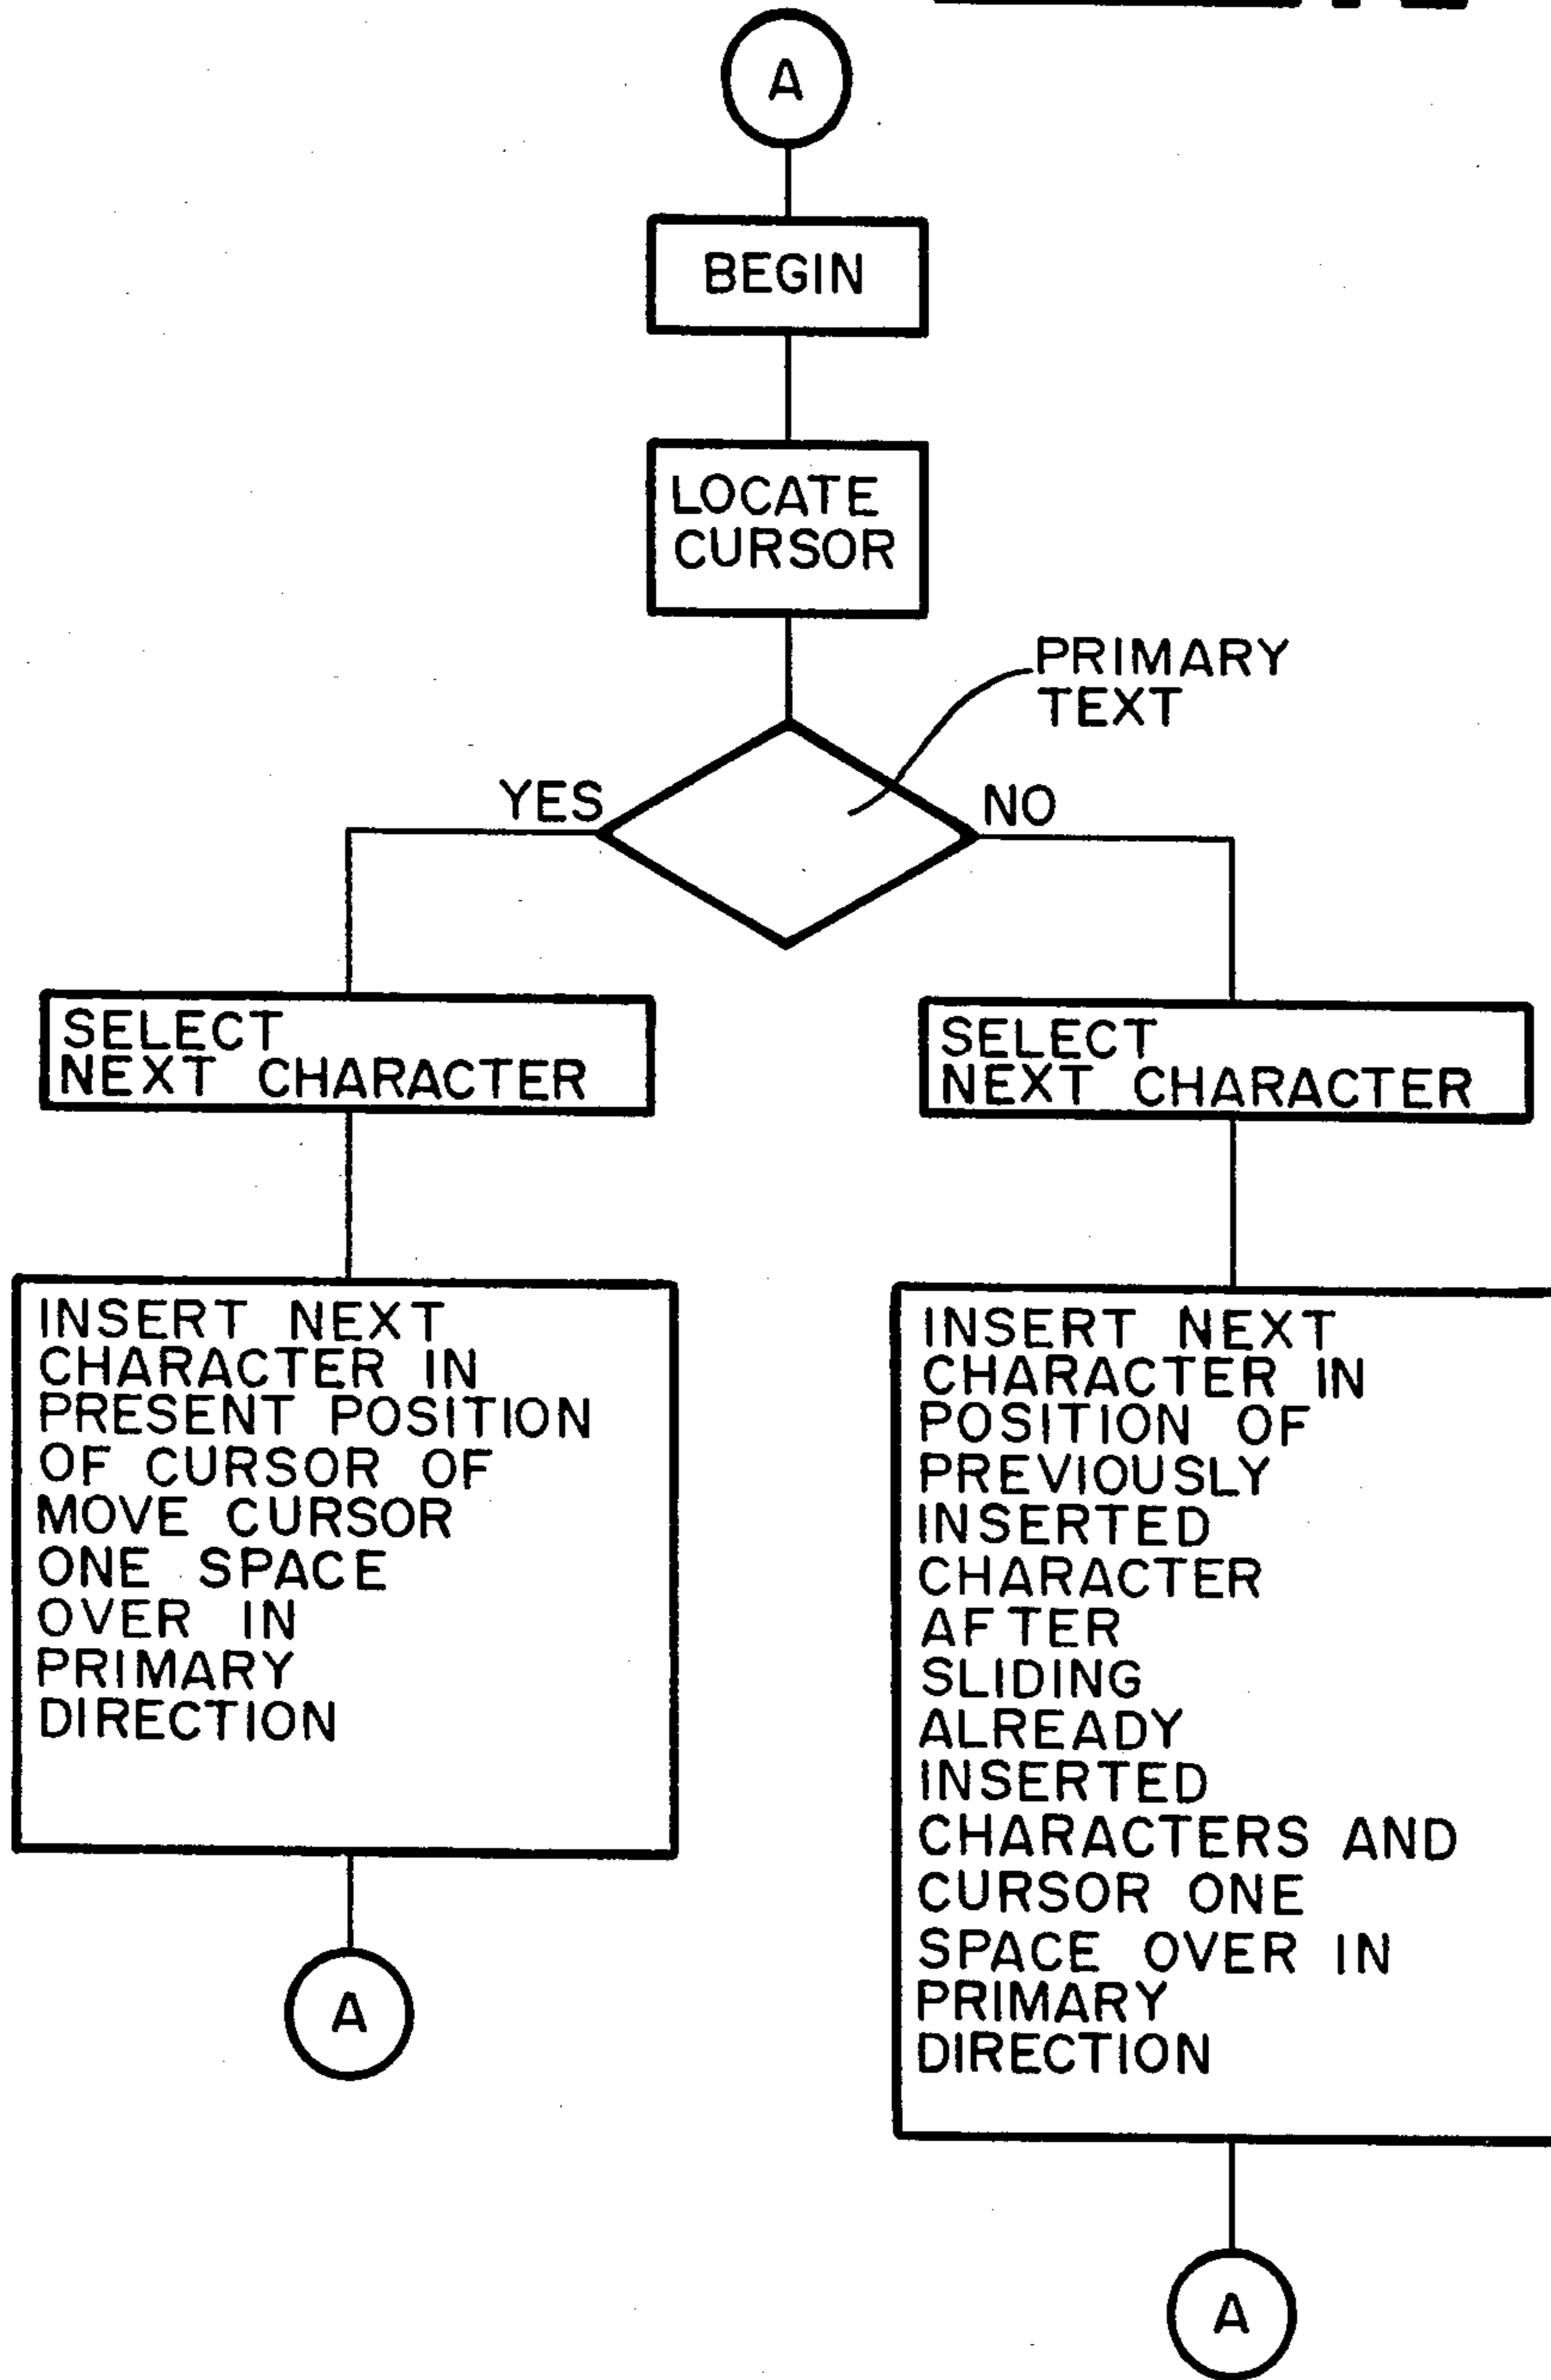 A
BEGIN
LOCATE
CURSOR
PRIMARY
TEXT
YES
NO
SELECT
NEXT CHARACTER
SELECT
NEXT CHARACTER
INSERT NEXT
CHARACTER IN
PRESENT POSITION
OF CURSOR OF
MOVE CURSOR
ONE SPACE
OVER IN
PRIMARY
DIRECTION
A
INSERT NEXT
CHARACTER IN
POSITION OF
PREVIOUSLY
INSERTED
CHARACTER
AFTER
SLIDING
ALREADY
INSERTED
CHARACTERS AND
CURSOR ONE
SPACE OVER IN
PRIMARY
DIRECTION
A